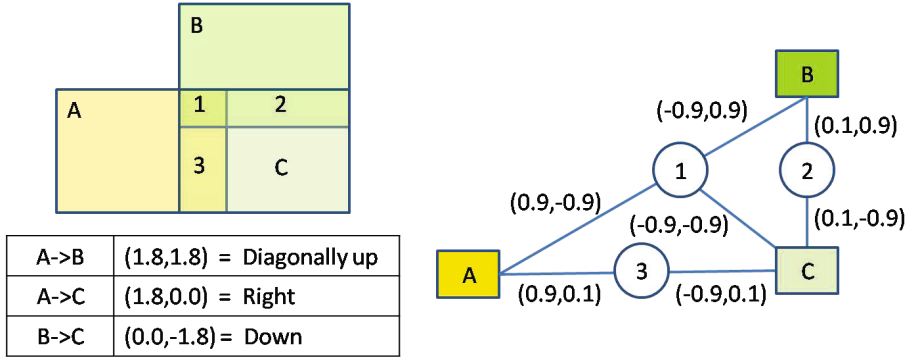 B
A
1
2
3
C
A->B (1.8,1.8) = Diagonally up
A->C (1.8,0.0) = Right
B->C (0.0,-1.8) = Down
B
(-0.9,0.9)
(0.1,0.9)
1
2
(0.9,-0.9)
(-0.9,-0.9)
(0.1,-0.9)
A
3
C
(0.9,0.1)
(-0.9,0.1)